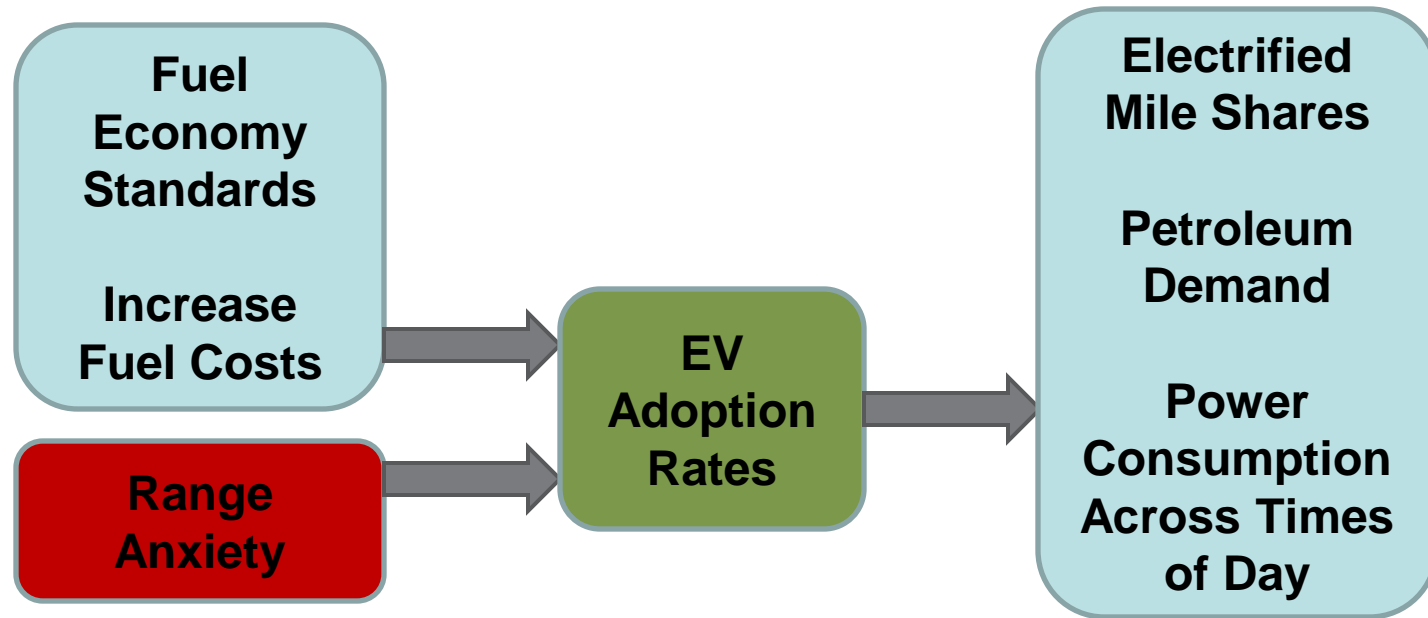 Fuel
Economy
Standards
Increase
Fuel Costs
Range
Anxiety
EV
Adoption
Rates
Electrified
Mile Shares
Petroleum
Demand
Power
Consumption
Across Times
of Day